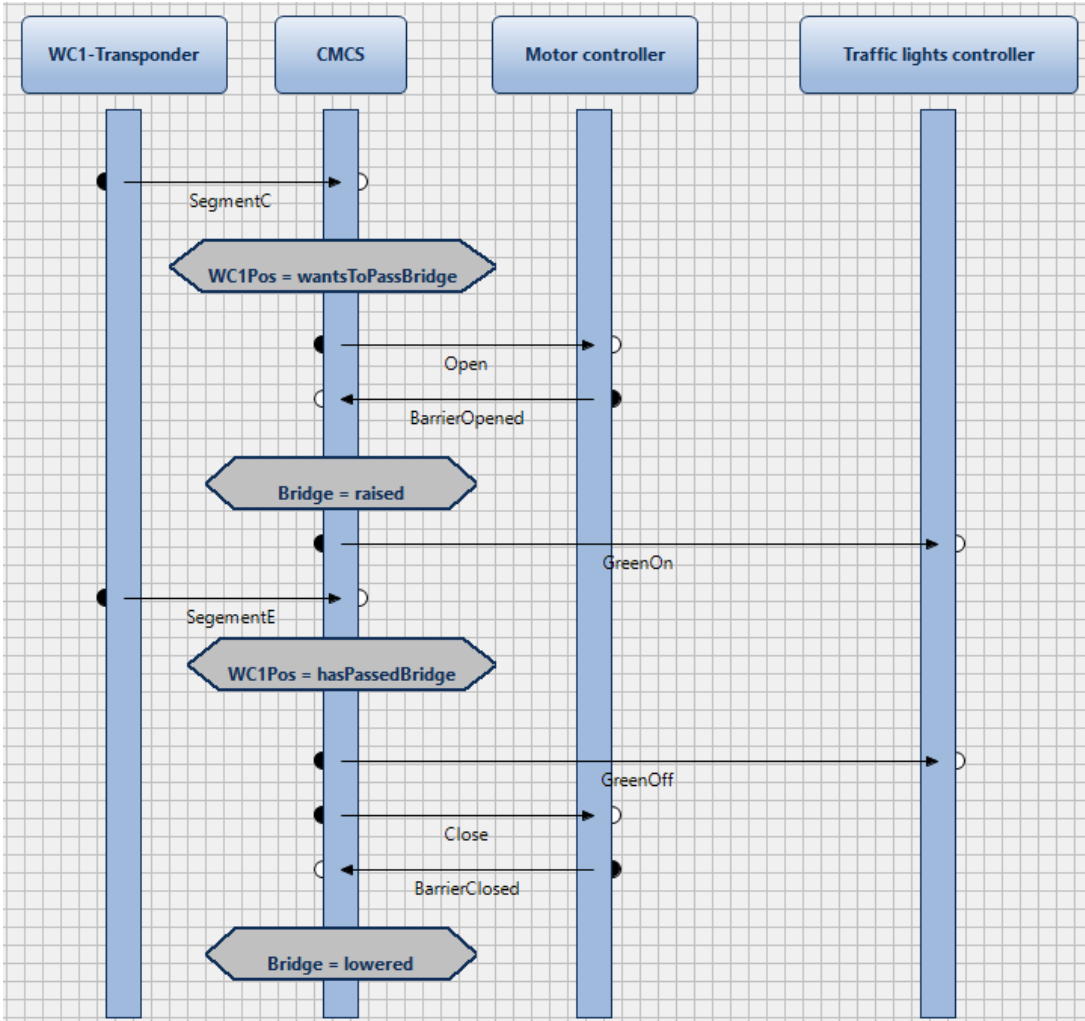 WC1-Transponder
CMCS
Motor controller
Traffic lights controller
SegmentC
WC1Pos = wantsToPassBridge
Open
BarrierOpened
Bridge = raised
GreenOn
SegementE
WC1Pos = hasPassedBridge
GreenOff
Close
BarrierClosed
Bridge = lowered